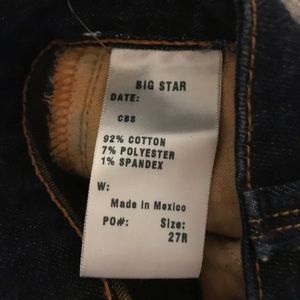 BIG STAR
DATE:
CBS
92% COTTON
7% POLYESTER
1% SPANDEX
W:
Made in Mexico
PO#: Size:
27R